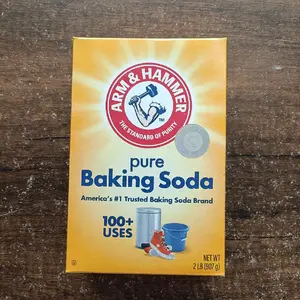 ARM & HAMMER
THE STANDARD OF PURITY
™
pure
Baking Soda
America's #1 Trusted Baking Soda Brand
100+
USES
NET WT
2 LB (907g)